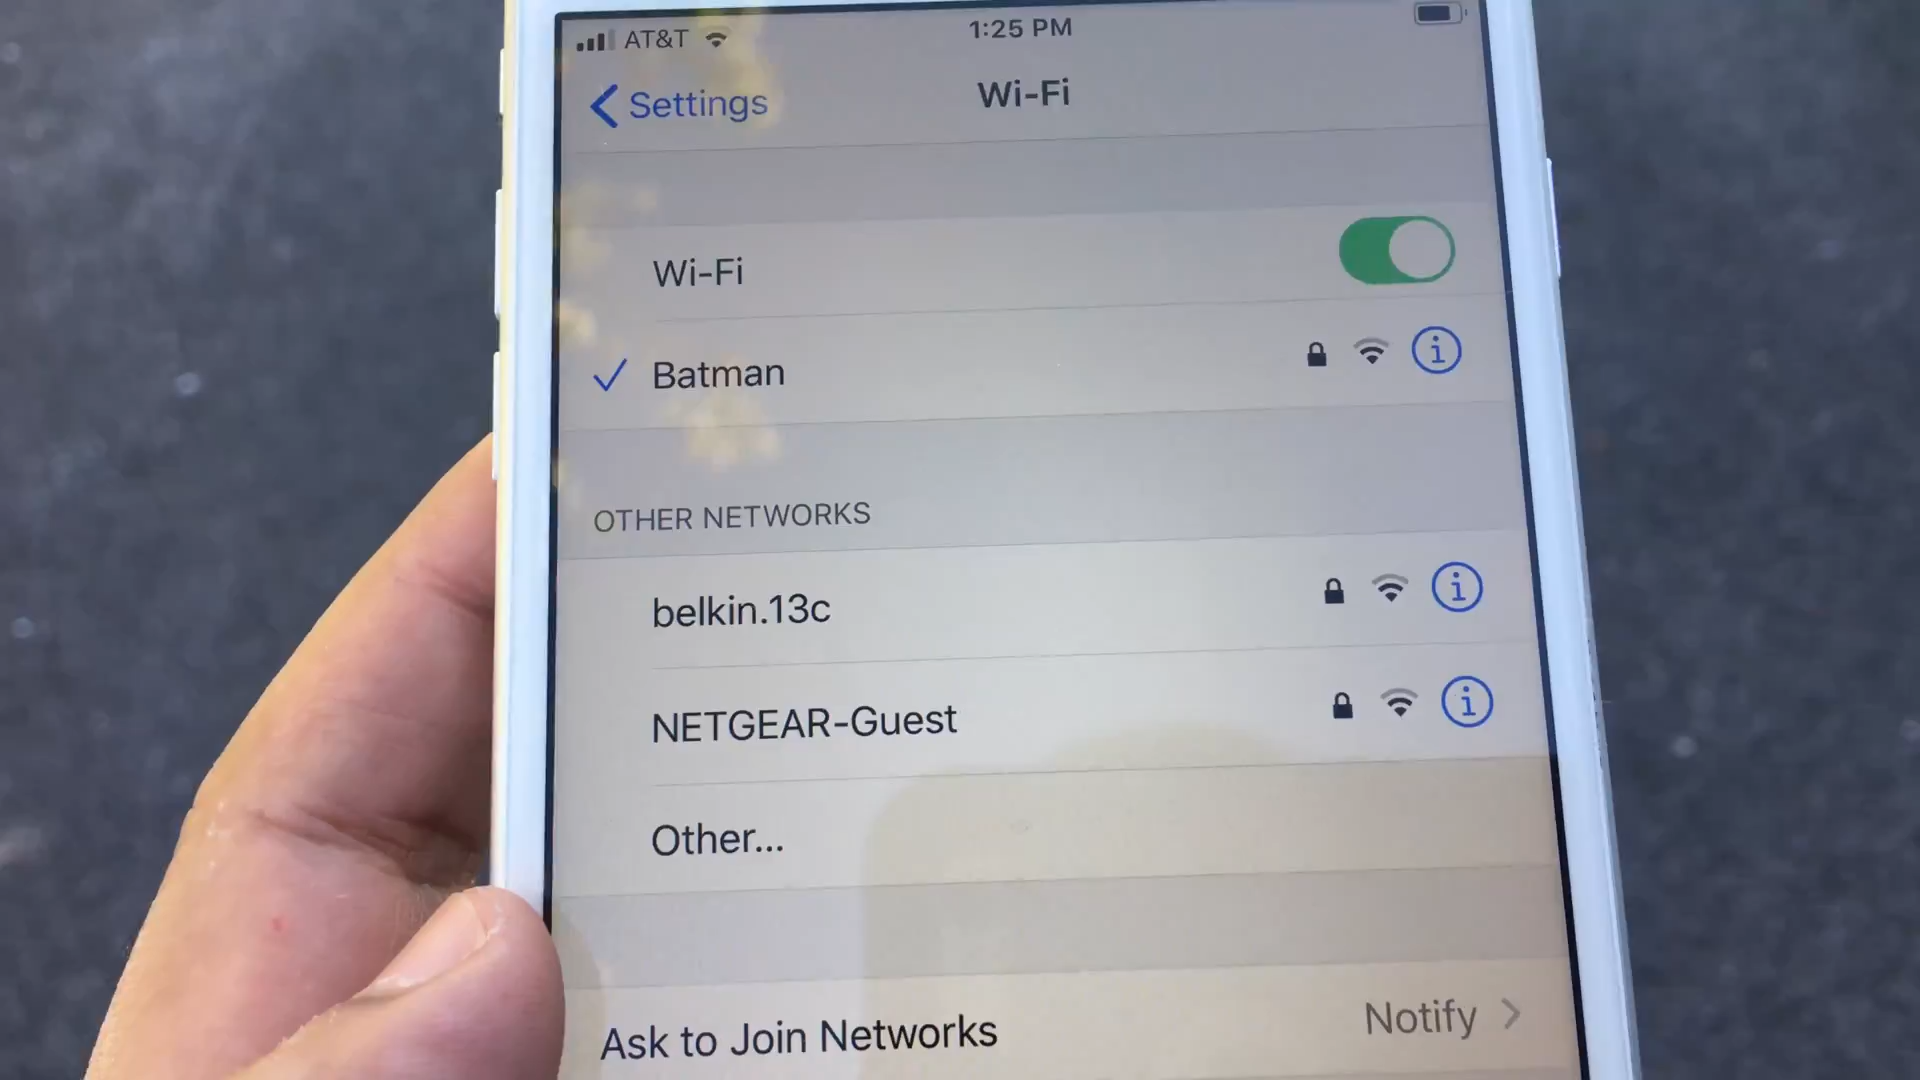 AT&T
1:25 PM
Settings
Wi-Fi
Wi-Fi
Batman
OTHER NETWORKS
belkin.13c
NETGEAR-Guest
Other...
Ask to Join Networks
Notify